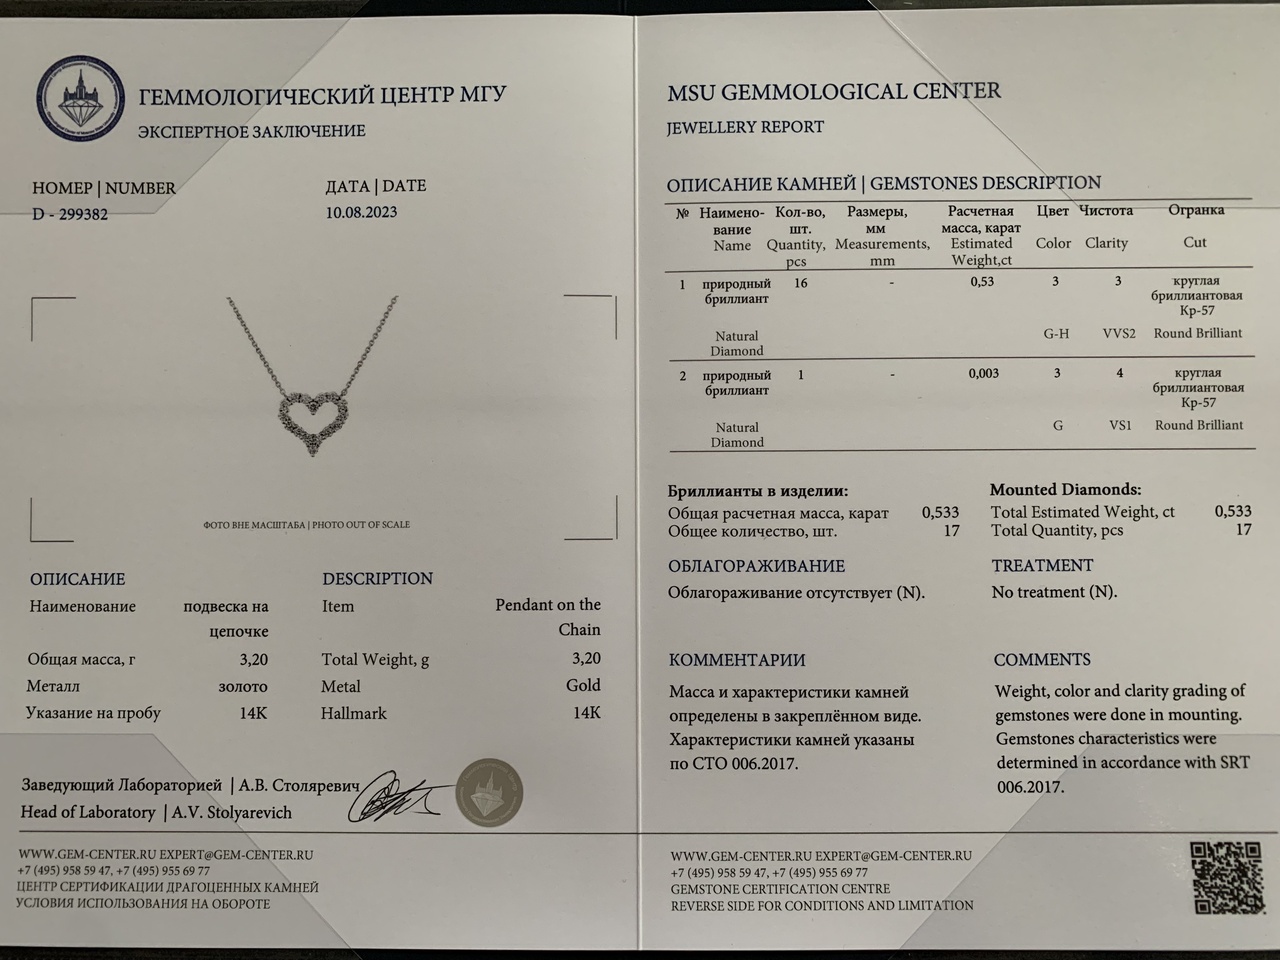 ГЕММОЛОГИЧЕСКИЙ ЦЕНТР МГУ
ЭКСПЕРТНОЕ ЗАКЛЮЧЕНИЕ
НОМЕР | NUMBER
D - 299382
ДАТА | DATE
10.08.2023
ФОТО ВНЕ МАСШТАБА | PHOTO OUT OF SCALE
ОПИСАНИЕ
Наименование подвеска на
цепочке
Общая масса, г 3,20
Металл золото
Указание на пробу 14K
DESCRIPTION
Item Pendant on the
Chain
Total Weight, g 3,20
Metal Gold
Hallmark 14K
Заведующий Лабораторией | А.В. Столяревич
Head of Laboratory | A.V. Stolyarevich
WWW.GEM-CENTER.RU EXPERT@GEM-CENTER.RU
+7 (495) 958 59 47, +7 (495) 955 69 77
ЦЕНТР СЕРТИФИКАЦИИ ДРАГОЦЕННЫХ КАМНЕЙ
УСЛОВИЯ ИСПОЛЬЗОВАНИЯ НА ОБОРОТЕ
MSU GEMMOLOGICAL CENTER
JEWELLERY REPORT
ОПИСАНИЕ КАМНЕЙ | GEMSTONES DESCRIPTION
№ Наимено- Кол-во, Размеры, Расчетная Цвет Чистота Огранка
вание шт. мм масса, карат
Name Quantity, Measurements, Estimated Color Clarity Cut
pcs mm Weight,ct
1 природный 16 - 0,53 3 3 круглая
бриллиант бриллиантовая
Кр-57
Natural G-H VVS2 Round Brilliant
Diamond
2 природный 1 - 0,003 3 4 круглая
бриллиант бриллиантовая
Кр-57
Natural G VS1 Round Brilliant
Diamond
Бриллианты в изделии:
Общая расчетная масса, карат 0,533
Общее количество, шт. 17
Mounted Diamonds:
Total Estimated Weight, ct 0,533
Total Quantity, pcs 17
ОБЛАГОРАЖИВАНИЕ
Облагораживание отсутствует (N).
TREATMENT
No treatment (N).
КОММЕНТАРИИ
Масса и характеристики камней
определены в закреплённом виде.
Характеристики камней указаны
по СТО 006.2017.
COMMENTS
Weight, color and clarity grading of
gemstones were done in mounting.
Gemstones characteristics were
determined in accordance with SRT
006.2017.
WWW.GEM-CENTER.RU EXPERT@GEM-CENTER.RU
+7 (495) 958 59 47, +7 (495) 955 69 77
GEMSTONE CERTIFICATION CENTRE
REVERSE SIDE FOR CONDITIONS AND LIMITATION